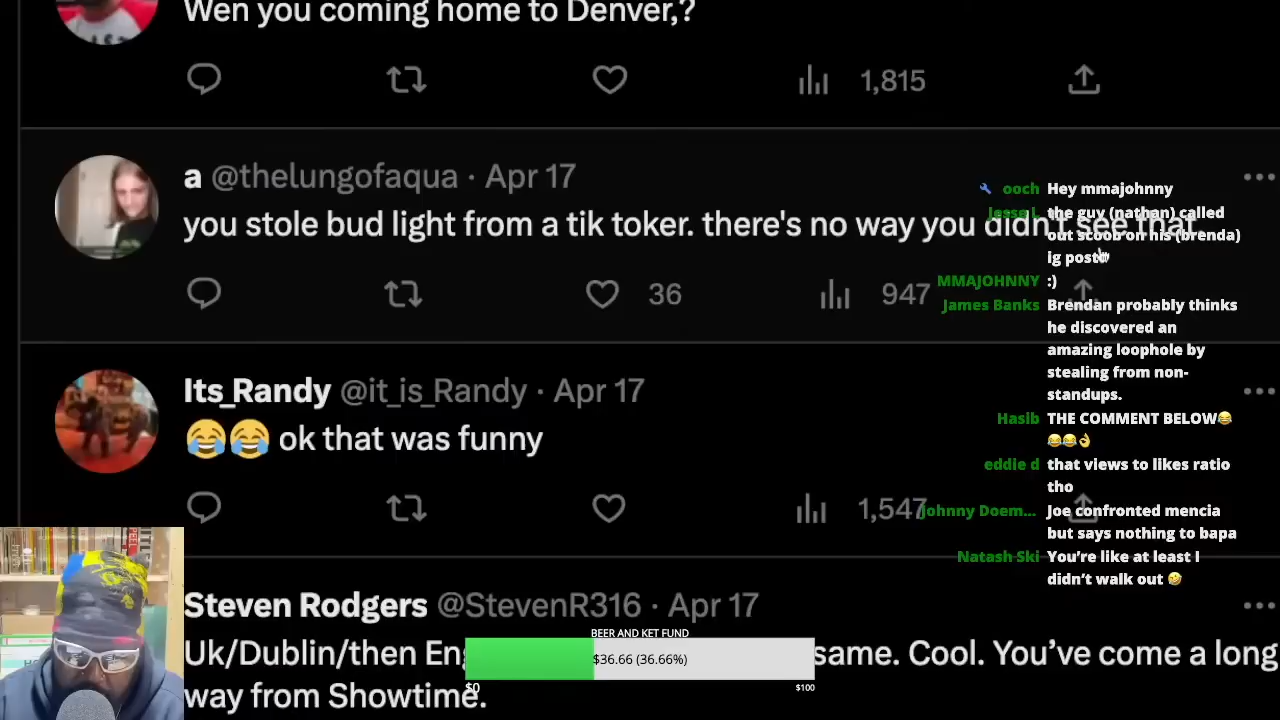 Wen you coming home to Denver,?
1,815
a @thelungofaqua · Apr 17
you stole bud light from a tik toker. there's no way you didn't see that
36
947
Its_Randy @it_is_Randy · Apr 17
😂😂 ok that was funny
1,547
Steven Rodgers @StevenR316 · Apr 17
Uk/Dublin/then same. Cool. You've come a long
way from Showtime.
ooch Hey mmajohnny
Jesse L the guy (nathan) called
out scoob on his (brenda)
ig posto
MMAJOHNNY :)
James Banks Brendan probably thinks
he discovered an
amazing loophole by
stealing from non-
standups.
Hasib THE COMMENT BELOW😂
😂😂👌
eddie d that views to likes ratio
tho
Johnny Doem... Joe confronted mencia
but says nothing to bapa
Natash Ski You're like at least I
didn't walk out 🤣
BEER AND KET FUND
$36.66 (36.66%)
$0
$100